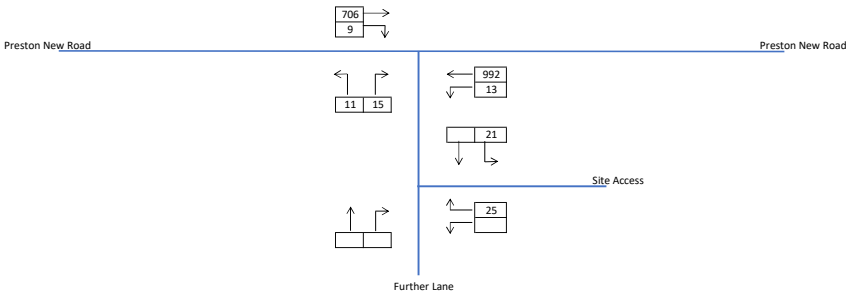 706
9
Preston New Road
Preston New Road
992
13
11 15
21
Site Access
25
Further Lane